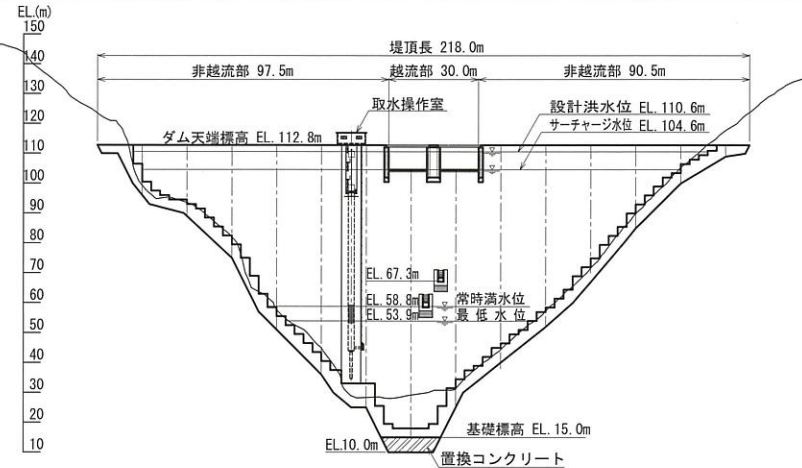 EL.(m)
150
140
130
120
110
100
90
80
70
60
50
40
30
20
10
堤頂長 218.0m
非越流部 97.5m
越流部 30.0m
非越流部 90.5m
取水操作室
設計洪水位 EL.110.6m
サーチャージ水位 EL.104.6m
ダム天端標高 EL.112.8m
EL.67.3m
EL.58.8m
常時満水位
EL.53.9m
最低水位
基礎標高 EL.15.0m
EL.10.0m
置換コンクリート